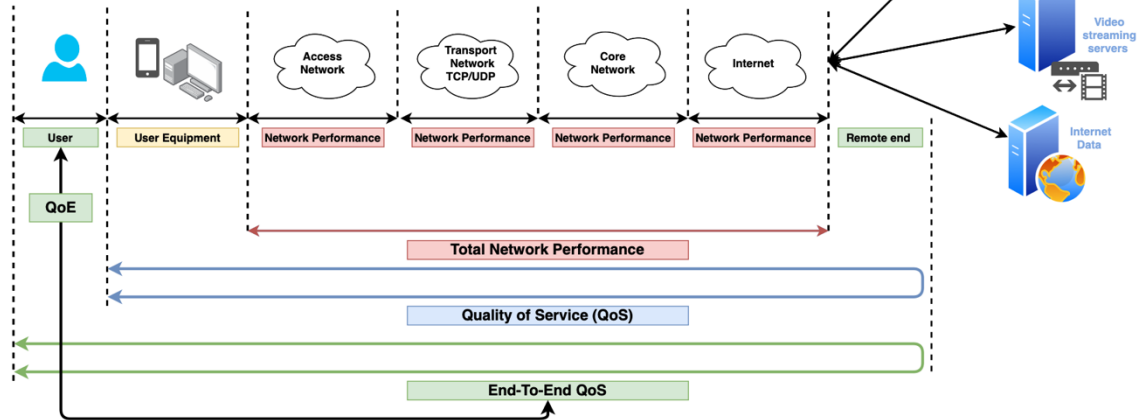 Video
streaming
servers
Access
Network
Transport
Network
TCP/UDP
Core
Network
Internet
User
User Equipment
Network Performance
Network Performance
Network Performance
Network Performance
Remote end
Internet
Data
QoE
Total Network Performance
Quality of Service (QoS)
End-To-End QoS